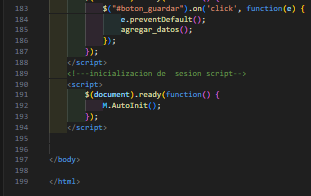 183 $("#boton_guardar").on('click', function(e) {
184 e.preventDefault();
185 agregar_datos();
186 });
187 });
188 </script>
189 <!---inicializacion de  sesion script-->
190 <script>
191 $(document).ready(function() {
192 M.AutoInit();
193 });
194 </script>
195
196
197 </body>
198
199 </html>